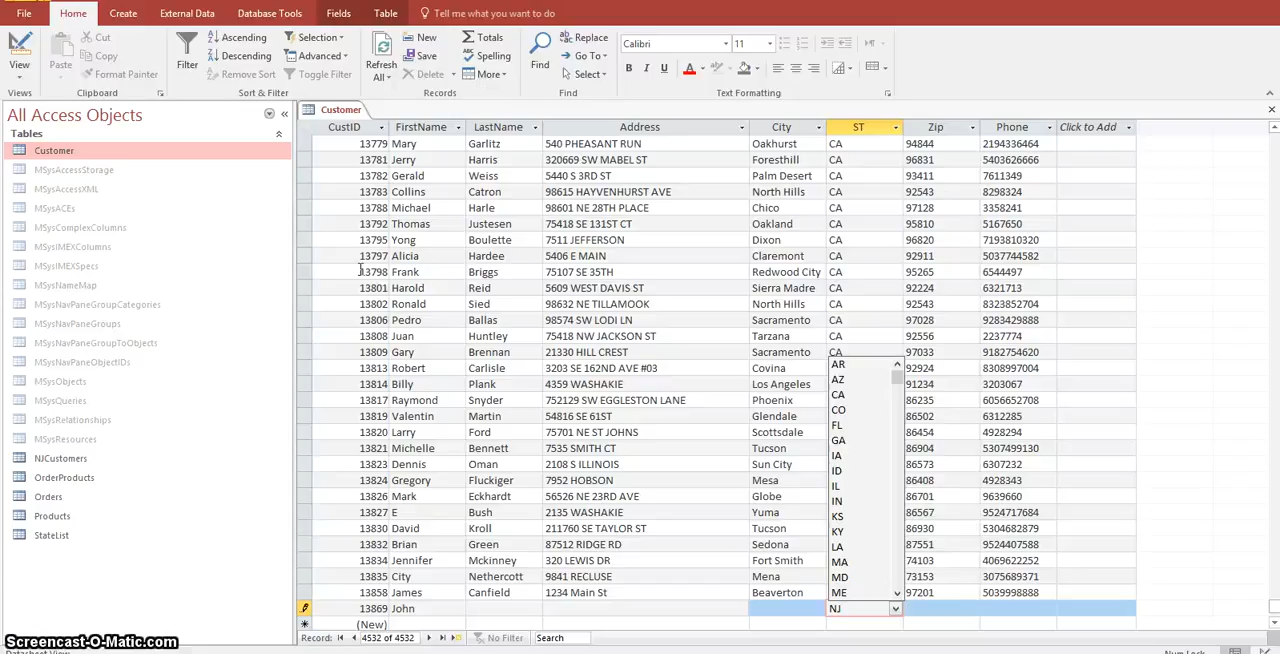 File Home Create External Data Database Tools Fields Table Tell me what you want to do
View Paste Cut Copy Format Painter Filter Ascending Descending Remove Sort Selection Advanced Toggle Filter Refresh All New Save Delete Totals Spelling More Find Replace Go To Select Calibri 11 B I U A
Views Clipboard Sort & Filter Records Find Text Formatting
All Access Objects
Tables
Customer
MSysAccessStorage
MSysAccessXML
MSysACEs
MSysComplexColumns
MSysIMEXColumns
MSysIMEXSpecs
MSysNameMap
MSysNavPaneGroupCategories
MSysNavPaneGroups
MSysNavPaneGroupToObjects
MSysNavPaneObjectIDs
MSysObjects
MSysQueries
MSysRelationships
MSysResources
NJCustomers
OrderProducts
Orders
Products
StateList
Customer
CustID FirstName LastName Address City ST Zip Phone Click to Add
13779 Mary Garlitz 540 PHEASANT RUN Oakhurst CA 94844 2194336464
13781 Jerry Harris 320669 SW MABEL ST Foresthill CA 96831 5403626666
13782 Gerald Weiss 5440 S 3RD ST Palm Desert CA 93411 7611349
13783 Collins Catron 98615 HAYVENHURST AVE North Hills CA 92543 8298324
13788 Michael Harle 98601 NE 28TH PLACE Chico CA 97128 3358241
13792 Thomas Justesen 75418 SE 131ST CT Oakland CA 95810 5167650
13795 Yong Boulette 7511 JEFFERSON Dixon CA 96820 7193810320
13797 Alicia Hardee 5406 E MAIN Claremont CA 92911 5037744582
13798 Frank Briggs 75107 SE 35TH Redwood City CA 95265 6544497
13801 Harold Reid 5609 WEST DAVIS ST Sierra Madre CA 92224 6321713
13802 Ronald Sied 98632 NE TILLAMOOK North Hills CA 92543 8323852704
13806 Pedro Ballas 98574 SW LODI LN Sacramento CA 97028 9283429888
13808 Juan Huntley 75418 NW JACKSON ST Tarzana CA 92556 2237774
13809 Gary Brennan 21330 HILL CREST Sacramento CA 97033 9182754620
13813 Robert Carlisle 3203 SE 162ND AVE #03 Covina AR 92924 8308997004
13814 Billy Plank 4359 WASHAKIE Los Angeles AZ 91234 3203067
13817 Raymond Snyder 752129 SW EGGLESTON LANE Phoenix CA 86235 6056652708
13819 Valentin Martin 54816 SE 61ST Glendale CO 86502 6312285
13820 Larry Ford 75701 NE ST JOHNS Scottsdale FL 86454 4928294
13821 Michelle Bennett 7535 SMITH CT Tucson GA 86904 5307499130
13823 Dennis Oman 2108 S ILLINOIS Sun City IA 86573 6307232
13824 Gregory Fluckiger 7952 HOBSON Mesa ID 86408 4928343
13826 Mark Eckhardt 56526 NE 23RD AVE Globe IL 86701 9639660
13827 E Bush 2135 WASHAKIE Yuma IN 86567 9524717684
13830 David Kroll 211760 SE TAYLOR ST Tucson KS 86930 5304682879
KY
13832 Brian Green 87512 RIDGE RD Sedona LA 87551 9524407588
13834 Jennifer Mckinney 320 LEWIS DR Fort Smith MA 74103 4069622252
13835 City Nethercott 9841 RECLUSE Mena MD 73153 3075689371
13858 James Canfield 1234 Main St Beaverton ME 97201 5039998888
13869 John NJ
(New)
Record: 4532 of 4532 No Filter Search
Screencast-O-Matic.com
Datasheet View Num Lock